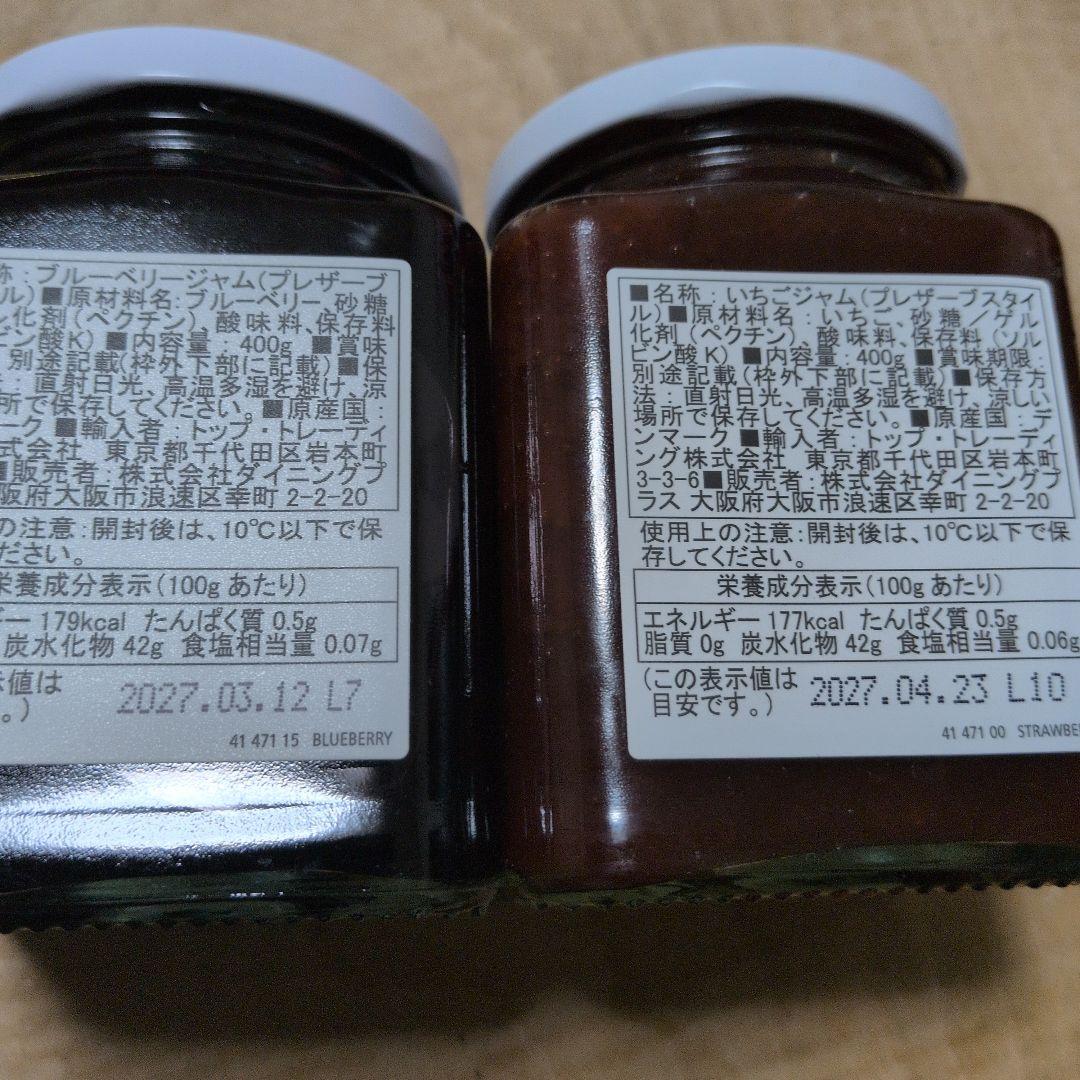 称：ブルーベリージャム（プレザーブ
ル）■原材料名：ブルーベリー、砂糖
化剤（ペクチン）、酸味料、保存料
ビン酸K）■内容量：400g ■賞味
別途記載（枠外下部に記載）■保
：直射日光、高温多湿を避け、涼
所で保存してください。■原産国：
マーク■輸入者：トップ・トレーディ
式会社 東京都千代田区岩本町
■販売者：株式会社ダイニングプ
阪府大阪市浪速区幸町 2-2-20
の注意：開封後は、10℃以下で保
ださい。
栄養成分表示（100g あたり）
ギー 179kcal たんぱく質 0.5g
炭水化物 42g 食塩相当量 0.07g
示値は
。）
2027.03.12 L7
41 471 15 BLUEBERRY
■名称：いちごジャム（プレザーブスタイ
ル）■原材料名：いちご、砂糖／ゲル
化剤（ペクチン）、酸味料、保存料（ソル
ビン酸K）■内容量：400g■賞味期限：
別途記載（枠外下部に記載）■保存方
法：直射日光、高温多湿を避け、涼しい
場所で保存してください。■原産国：デ
ンマーク■輸入者：トップ・トレーディ
ング株式会社 東京都千代田区岩本町
3-3-6■販売者：株式会社ダイニングプ
ラス 大阪府大阪市浪速区幸町 2-2-20
使用上の注意：開封後は、10℃以下で保
存してください。
栄養成分表示（100g あたり）
エネルギー 177kcal たんぱく質 0.5g
脂質 0g 炭水化物 42g 食塩相当量 0.06g
（この表示値は
目安です。）
2027.04.23 L10
41 471 00 STRAWBE